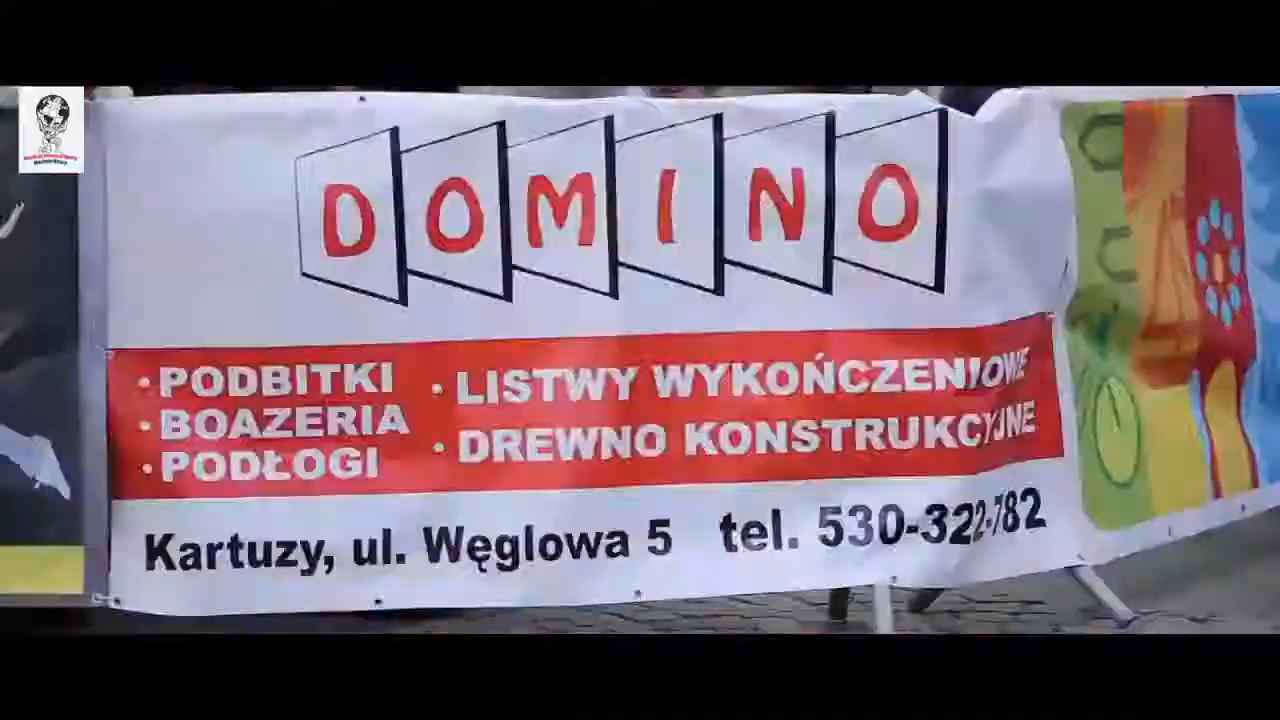 DOMINO
• PODBITKI
• BOAZERIA
• PODŁOGI
• LISTWY WYKOŃCZENIOWE
• DREWNO KONSTRUKCYJNE
Kartuzy, ul. Węglowa 5 tel. 530-322-782